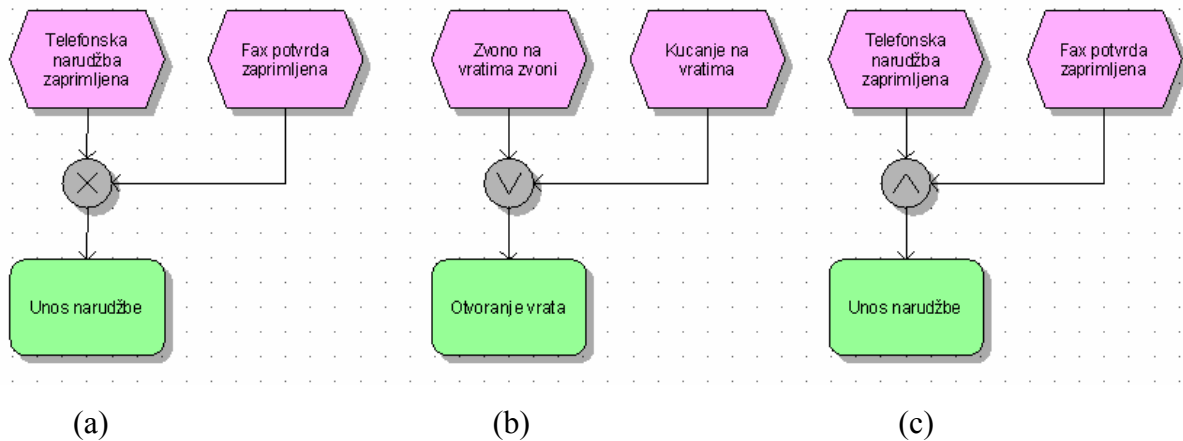 Telefonska
narudžba
zaprimljena
Fax potvrda
zaprimljena
Unos narudžbe
(a)
Zvono na
vratima zvoni
Kucanje na
vratima
Otvoranje vrata
(b)
Telefonska
narudžba
zaprimljena
Fax potvrda
zaprimljena
Unos narudžbe
(c)